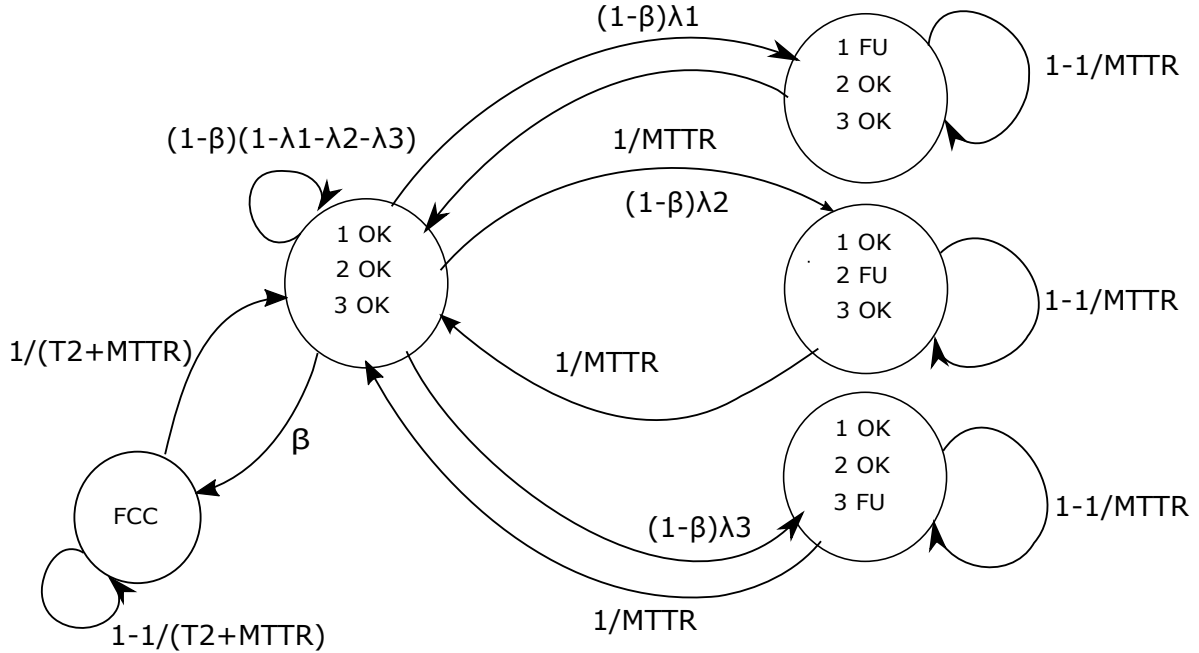 (1-β)λ1
1 FU
2 OK
3 OK
1-1/MTTR
(1-β)(1-λ1-λ2-λ3)
1/MTTR
(1-β)λ2
1 OK
2 OK
3 OK
1 OK
2 FU
3 OK
1-1/MTTR
1/(T2+MTTR)
1/MTTR
β
1 OK
2 OK
3 FU
1-1/MTTR
FCC
(1-β)λ3
1/MTTR
1-1/(T2+MTTR)